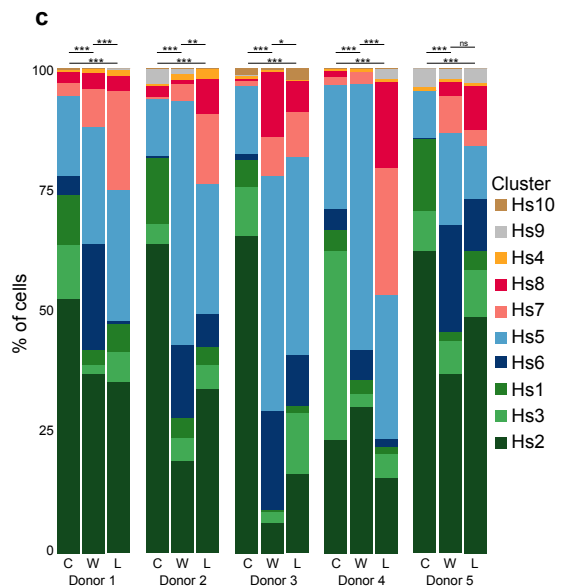 c
*** *** *** ** *** * *** *** *** ns
*** *** *** *** ***
100
75
50
25
0
% of cells
Cluster
Hs10
Hs9
Hs4
Hs8
Hs7
Hs5
Hs6
Hs1
Hs3
Hs2
C W L C W L C W L C W L C W L
Donor 1 Donor 2 Donor 3 Donor 4 Donor 5